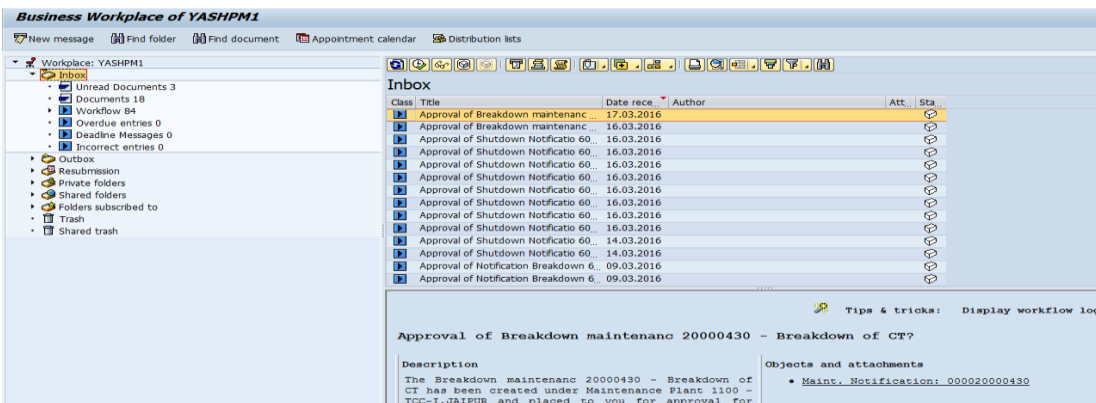 Business Workplace of YASHPM1
New message Find folder Find document Appointment calendar Distribution lists
Workplace: YASHPM1
Inbox
Unread Documents 3
Documents 18
Workflow 84
Overdue entries 0
Deadline Messages 0
Incorrect entries 0
Outbox
Resubmission
Private folders
Shared folders
Folders subscribed to
Trash
Shared trash
Inbox
Class Title Date rece... Author Att... Sta...
Approval of Breakdown maintenanc ... 17.03.2016
Approval of Breakdown maintenanc ... 16.03.2016
Approval of Shutdown Notificatio 60... 16.03.2016
Approval of Shutdown Notificatio 60... 16.03.2016
Approval of Shutdown Notificatio 60... 16.03.2016
Approval of Shutdown Notificatio 60... 16.03.2016
Approval of Shutdown Notificatio 60... 16.03.2016
Approval of Shutdown Notificatio 60... 16.03.2016
Approval of Shutdown Notificatio 60... 16.03.2016
Approval of Shutdown Notificatio 60... 16.03.2016
Approval of Shutdown Notificatio 60... 14.03.2016
Approval of Shutdown Notificatio 60... 14.03.2016
Approval of Notification Breakdown 6... 09.03.2016
Approval of Notification Breakdown 6... 09.03.2016
Tips & tricks: Display workflow log
Approval of Breakdown maintenanc 20000430 - Breakdown of CT?
Description
The Breakdown maintenanc 20000430 - Breakdown of
CT has been created under Maintenance Plant 1100 -
TCC-I,JAIPUR and placed to you for approval for
Objects and attachments
• Maint. Notification: 000020000430